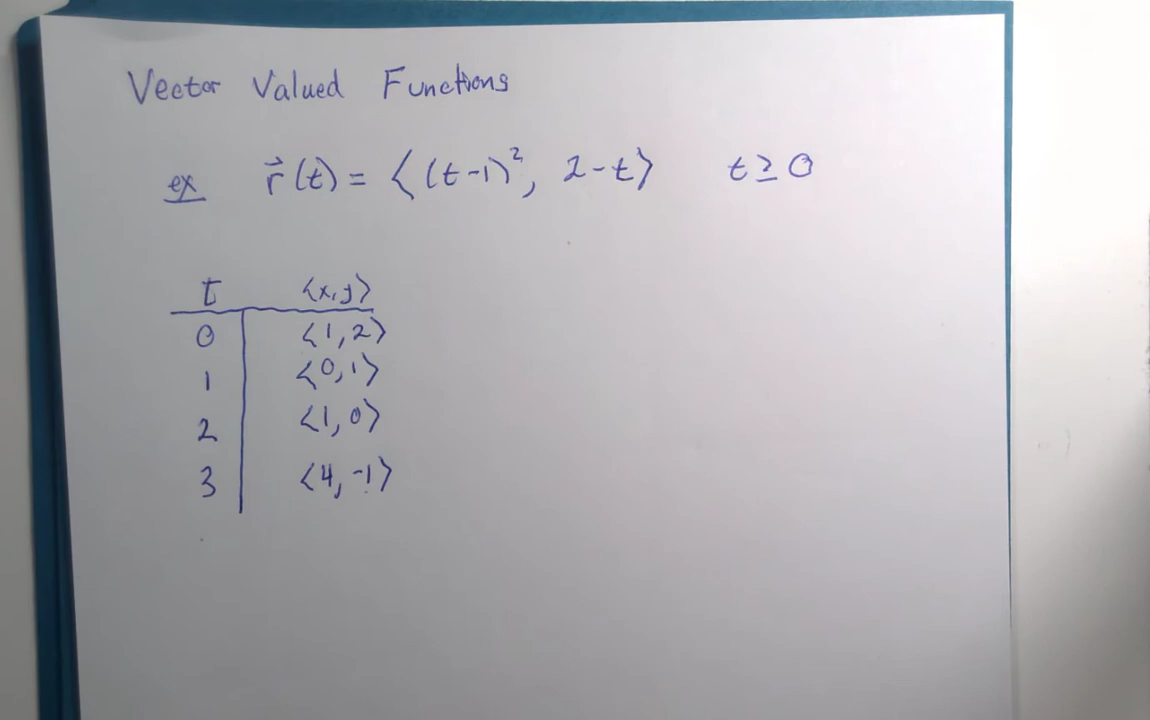 Vector Valued Functions
ex r⃗(t) = ⟨(t-1)², 2-t⟩ t ≥ 0
t ⟨x,y⟩
0 ⟨1,2⟩
1 ⟨0,1⟩
2 ⟨1,0⟩
3 ⟨4,-1⟩